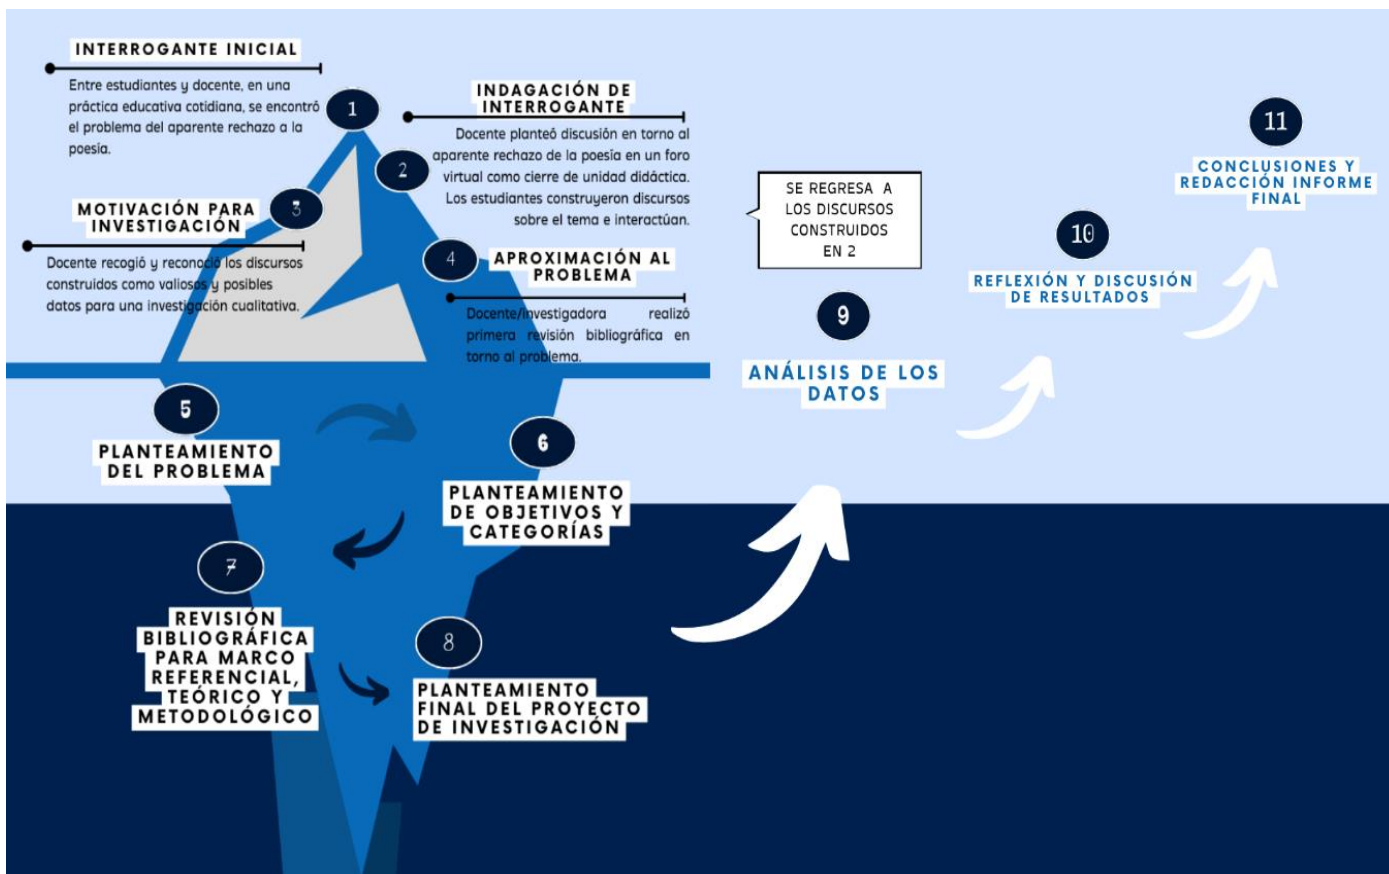 INTERROGANTE INICIAL
Entre estudiantes y docente, en una
práctica educativa cotidiana, se encontró
el problema del aparente rechazo a la
poesía.
1
INDAGACIÓN DE
INTERROGANTE
Docente planteó discusión en torno al
aparente rechazo de la poesía en un foro
virtual como cierre de unidad didáctica.
Los estudiantes construyeron discursos
sobre el tema e interactúan.
2
MOTIVACIÓN PARA
INVESTIGACIÓN
3
Docente recogió y reconoció los discursos
construidos como valiosos y posibles
datos para una investigación cualitativa.
4
APROXIMACIÓN AL
PROBLEMA
Docente/investigadora realizó
primera revisión bibliográfica en
torno al problema.
5
PLANTEAMIENTO
DEL PROBLEMA
6
PLANTEAMIENTO
DE OBJETIVOS Y
CATEGORÍAS
7
REVISIÓN
BIBLIOGRÁFICA
PARA MARCO
REFERENCIAL,
TEÓRICO Y
METODOLÓGICO
8
PLANTEAMIENTO
FINAL DEL PROYECTO
DE INVESTIGACIÓN
SE REGRESA A
LOS DISCURSOS
CONSTRUIDOS
EN 2
9
ANÁLISIS DE LOS
DATOS
10
REFLEXIÓN Y DISCUSIÓN
DE RESULTADOS
11
CONCLUSIONES Y
REDACCIÓN INFORME
FINAL